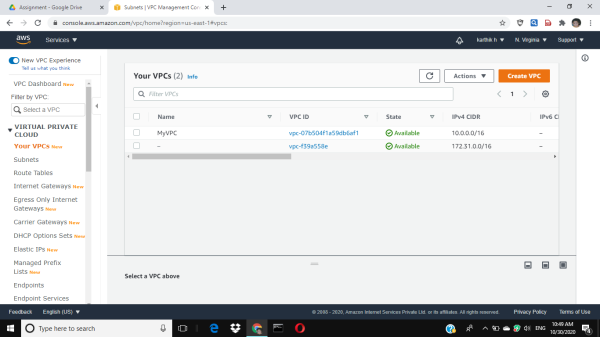 Assignment - Google Drive
Subnets | VPC Management Con
console.aws.amazon.com/vpc/home?region=us-east-1#vpcs:
aws
Services
karthik h
N. Virginia
Support
New VPC Experience
Tell us what you think
VPC Dashboard New
Filter by VPC:
Select a VPC
VIRTUAL PRIVATE
CLOUD
Your VPCs New
Subnets
Route Tables
Internet Gateways New
Egress Only Internet
Gateways New
Carrier Gateways New
DHCP Options Sets New
Elastic IPs New
Managed Prefix
Lists New
Endpoints
Endpoint Services
Your VPCs (2) Info
Actions
Create VPC
Filter VPCs
1
Name VPC ID State IPv4 CIDR IPv6 CI
MyVPC vpc-07b504f1a59db6af1 Available 10.0.0.0/16 –
– vpc-f39a558e Available 172.31.0.0/16 –
Select a VPC above
Feedback
English (US)
© 2008 - 2020, Amazon Internet Services Private Ltd. or its affiliates. All rights reserved.
Privacy Policy
Terms of Use
Type here to search
ENG
10:49 AM
10/30/2020